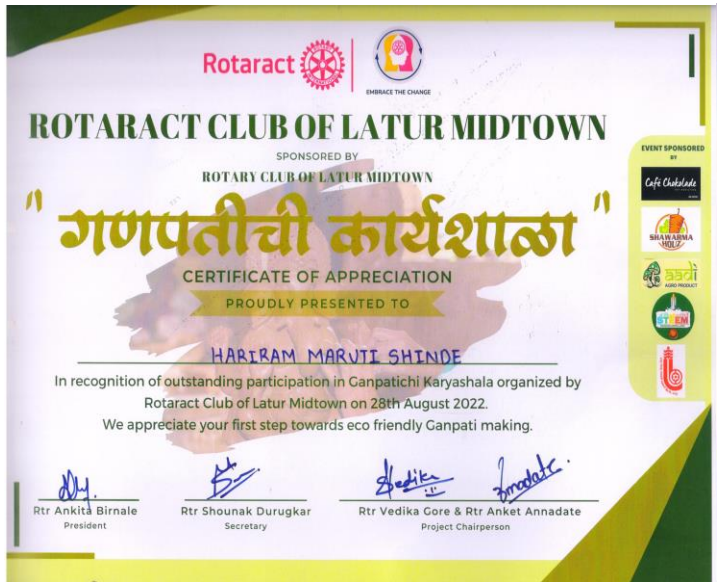 Rotaract
EMBRACE THE CHANGE
ROTARACT CLUB OF LATUR MIDTOWN
SPONSORED BY
ROTARY CLUB OF LATUR MIDTOWN
" गणपतीची कार्यशाळा "
CERTIFICATE OF APPRECIATION
PROUDLY PRESENTED TO
HARIRAM MARUTI SHINDE
In recognition of outstanding participation in Ganpatichi Karyashala organized by
Rotaract Club of Latur Midtown on 28th August 2022.
We appreciate your first step towards eco friendly Ganpati making.
Vedika
Rtr Ankita Birnale
President
Rtr Shounak Durugkar
Secretary
Rtr Vedika Gore & Rtr Anket Annadate
Project Chairperson
EVENT SPONSORED
BY
Café Chokolade
SHAWARMA
HOUZ
aadi
AGRO PRODUCT
STEEM